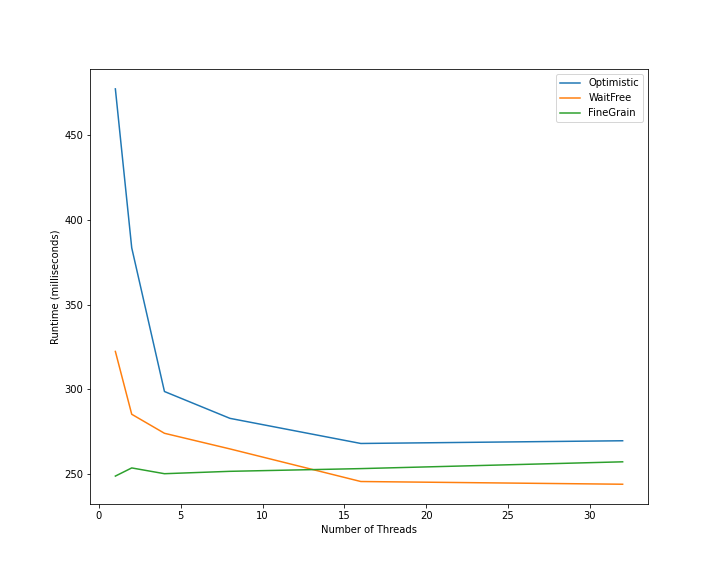 Optimistic
WaitFree
FineGrain
450
400
350
300
250
Runtime (milliseconds)
0 5 10 15 20 25 30
Number of Threads